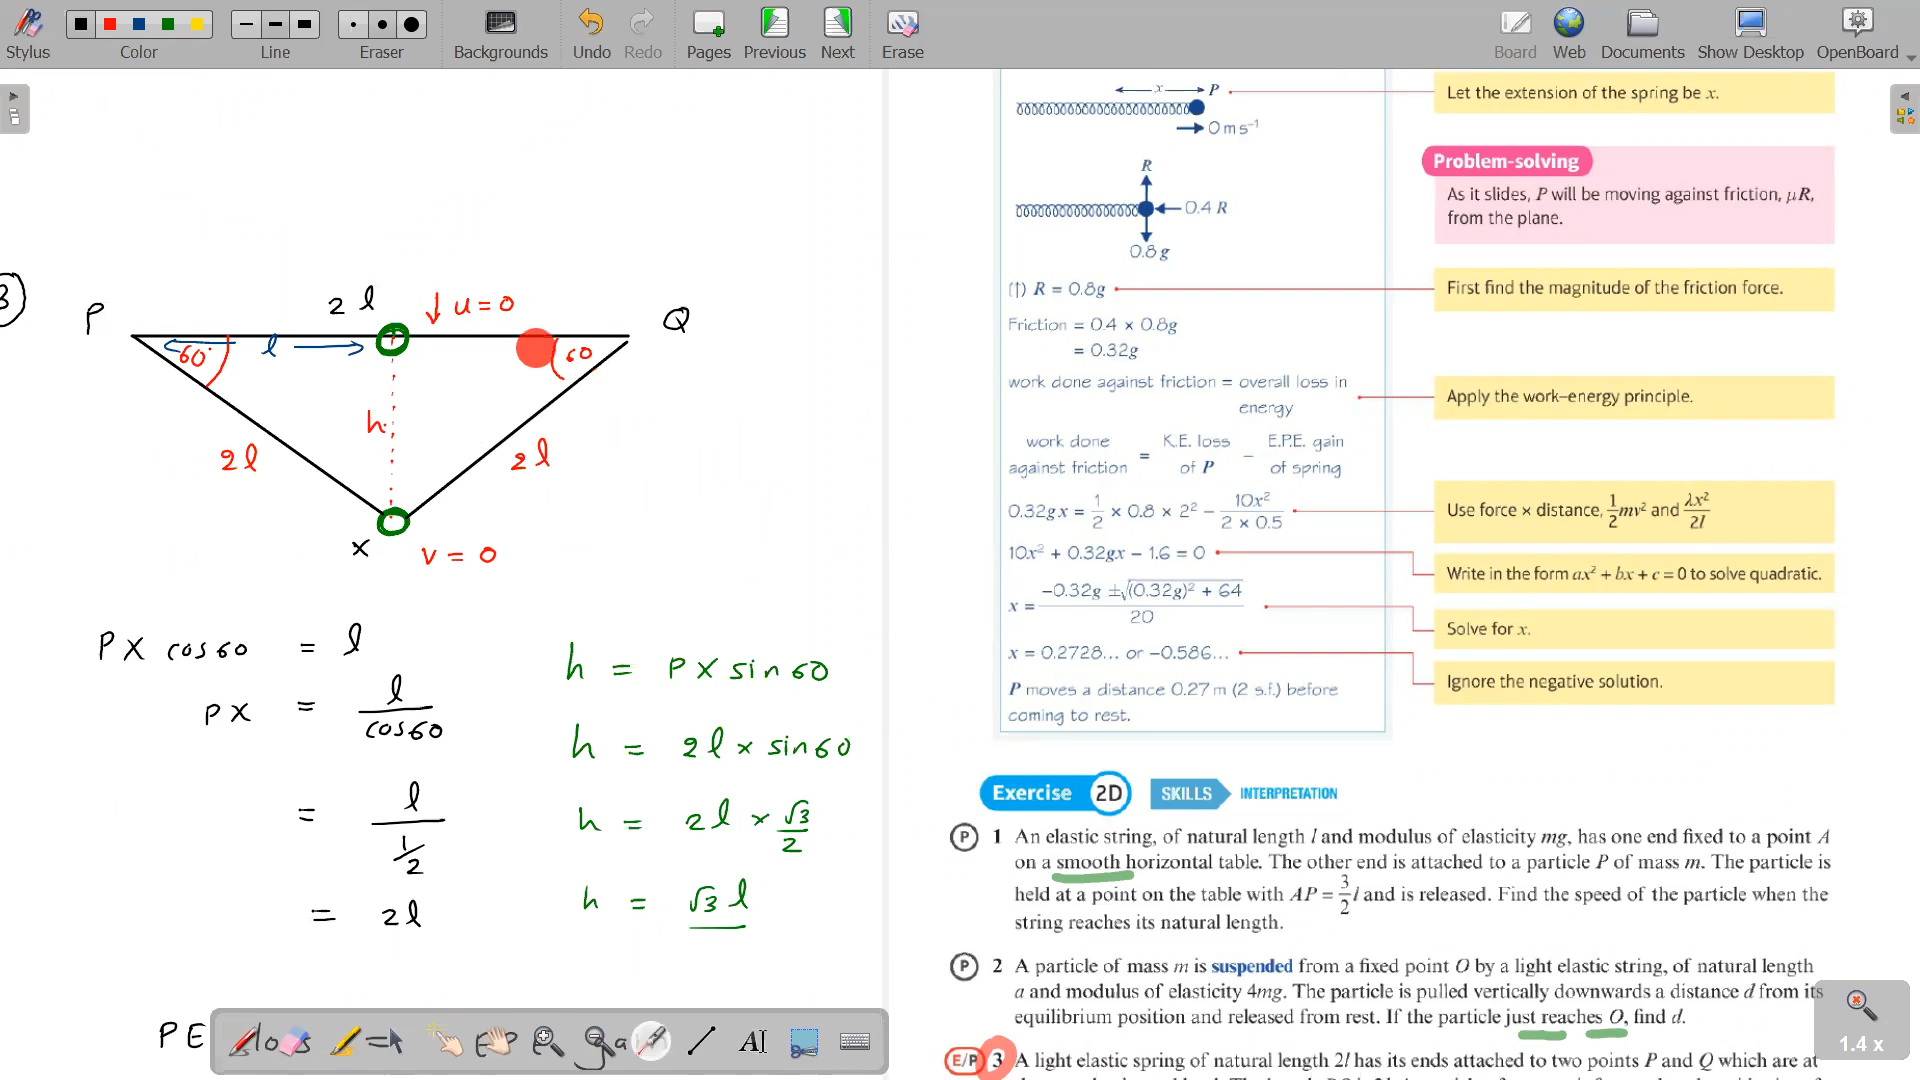 Stylus Color Line Eraser Backgrounds Undo Redo Pages Previous Next Erase Board Web Documents Show Desktop OpenBoard
P 2 l ↓ u = 0 Q
60° l 60
h
2l 2l
X v = 0
PX cos60 = l
PX = l / cos60
= l / 1/2
= 2l
h = PX sin60
h = 2l × sin60
h = 2l × √3/2
h = √3 l
PE
x P
0 m s⁻¹
R
0.4 R
0.8g
(↑) R = 0.8g
Friction = 0.4 × 0.8g
= 0.32g
work done against friction = overall loss in
energy
work done against friction = K.E. loss of P − E.P.E. gain of spring
0.32gx = 1/2 × 0.8 × 2² − 10x² / 2 × 0.5
10x² + 0.32gx − 1.6 = 0
x = −0.32g ±√(0.32g)² + 64 / 20
x = 0.2728... or −0.586...
P moves a distance 0.27 m (2 s.f.) before
coming to rest.
Let the extension of the spring be x.
Problem-solving
As it slides, P will be moving against friction, μR,
from the plane.
First find the magnitude of the friction force.
Apply the work–energy principle.
Use force × distance, 1/2 mv² and λx²/2l
Write in the form ax² + bx + c = 0 to solve quadratic.
Solve for x.
Ignore the negative solution.
Exercise 2D SKILLS INTERPRETATION
P 1 An elastic string, of natural length l and modulus of elasticity mg, has one end fixed to a point A
on a smooth horizontal table. The other end is attached to a particle P of mass m. The particle is
held at a point on the table with AP = 3/2 l and is released. Find the speed of the particle when the
string reaches its natural length.
P 2 A particle of mass m is suspended from a fixed point O by a light elastic string, of natural length
a and modulus of elasticity 4mg. The particle is pulled vertically downwards a distance d from its
equilibrium position and released from rest. If the particle just reaches O, find d.
E/P 3 A light elastic spring of natural length 2l has its ends attached to two points P and Q which are at
1.4 x